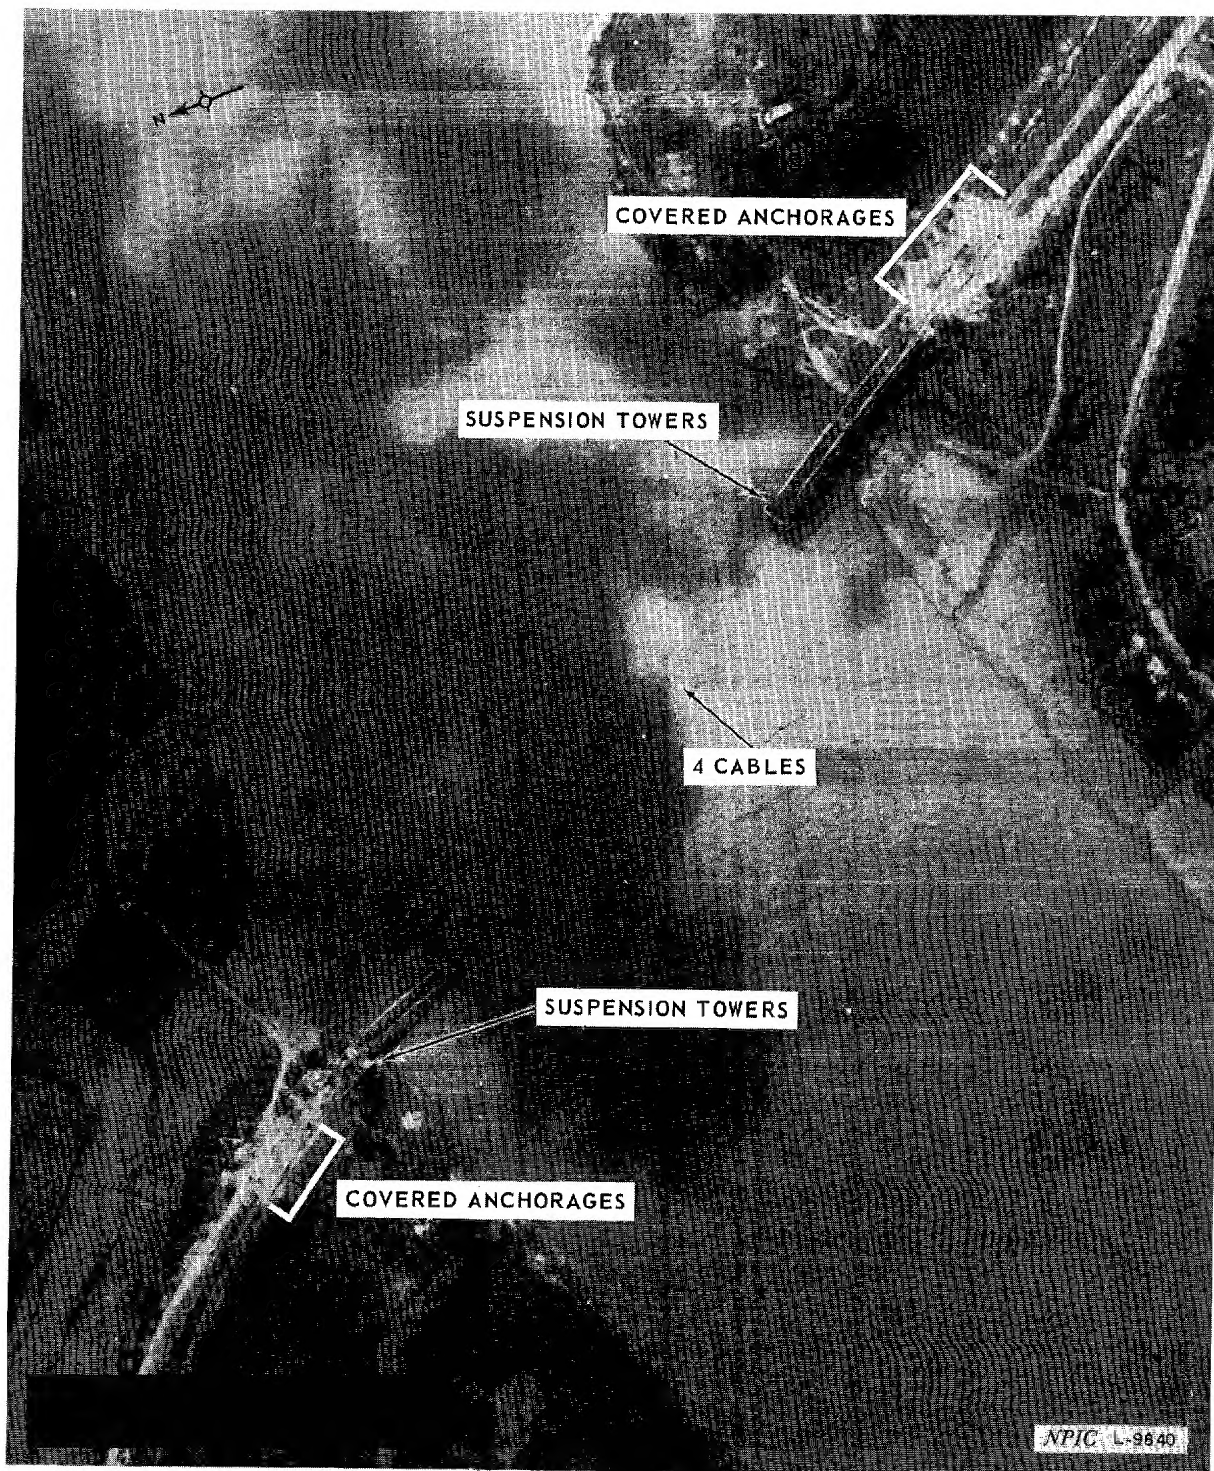 N
COVERED ANCHORAGES
SUSPENSION TOWERS
4 CABLES
SUSPENSION TOWERS
COVERED ANCHORAGES
NPIC L-9840